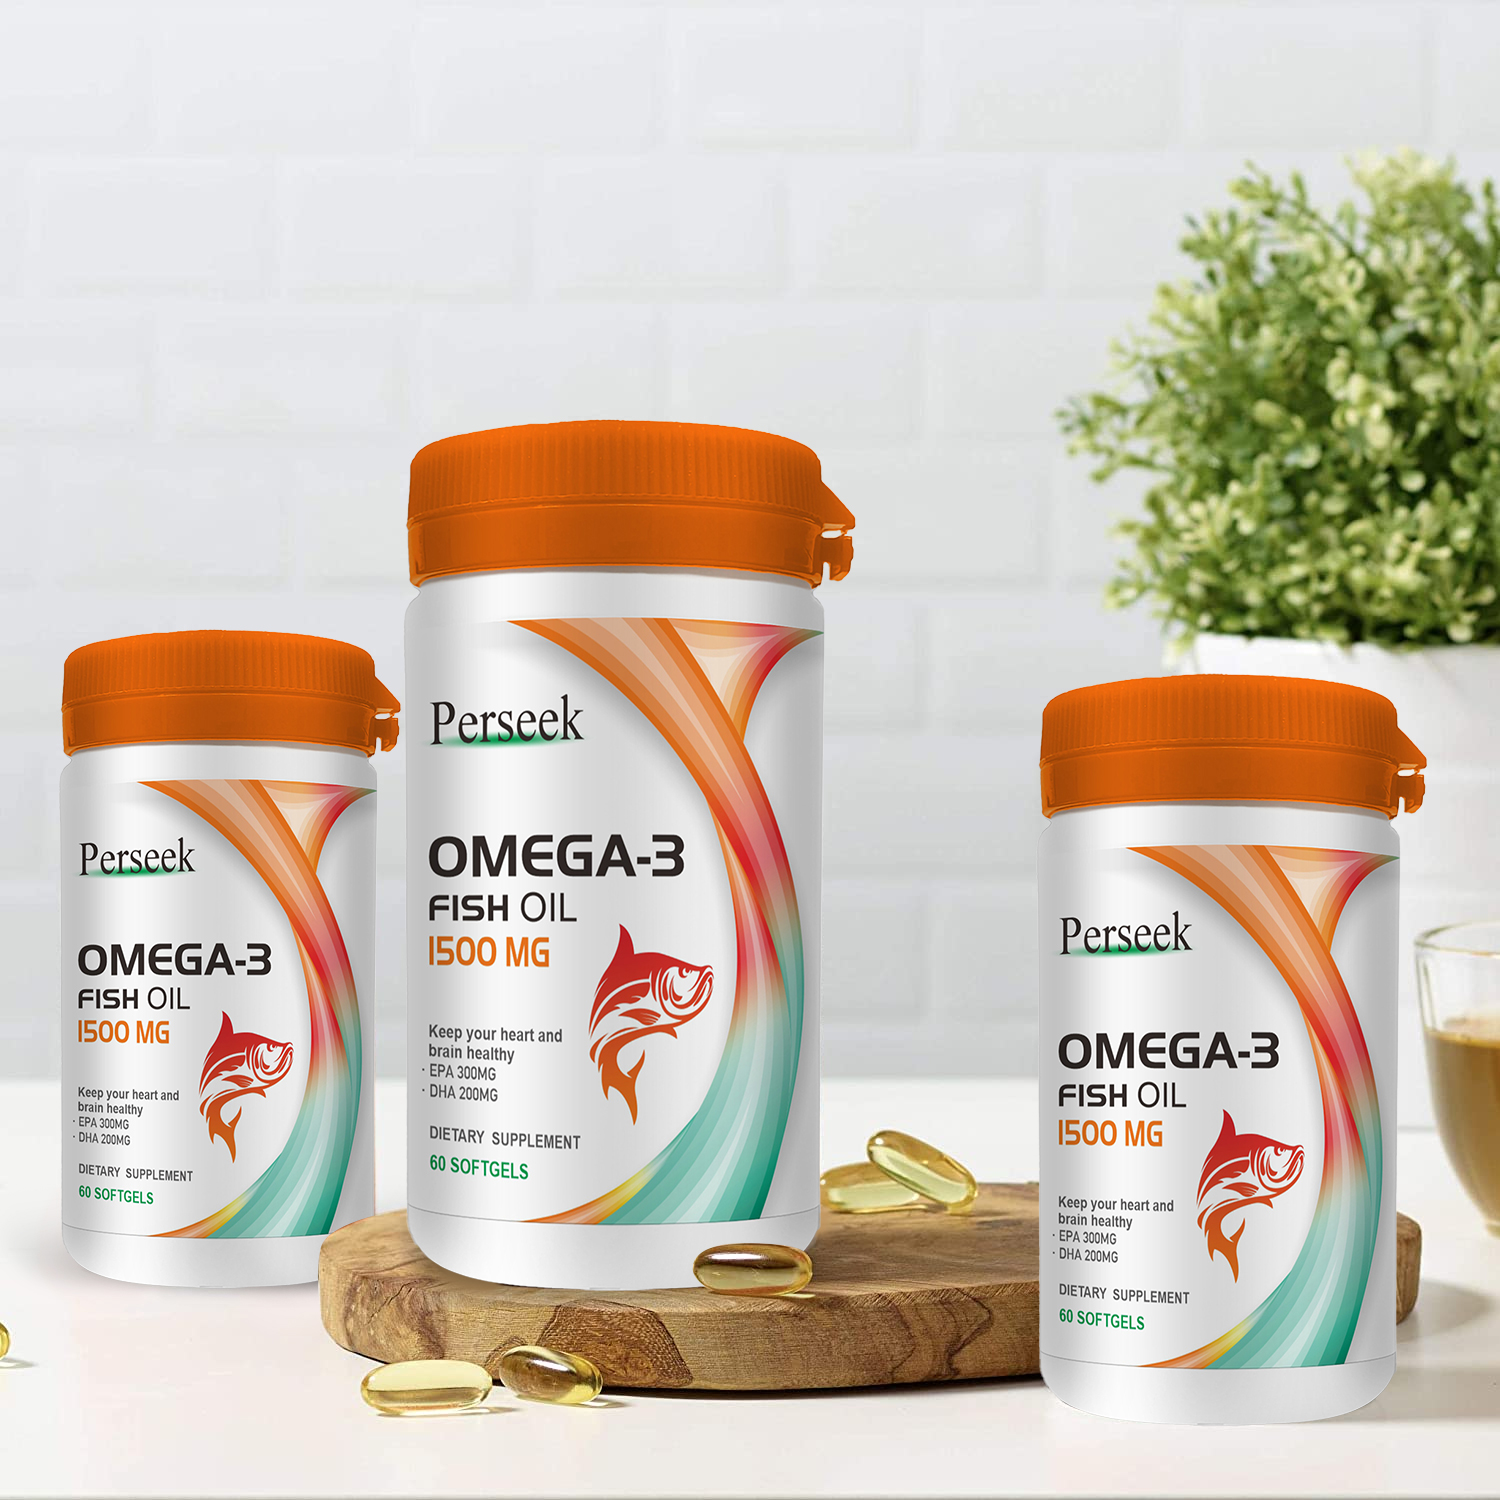 Perseek
OMEGA-3
FISH OIL
1500 MG
Keep your heart and
brain healthy
· EPA 300MG
· DHA 200MG
DIETARY SUPPLEMENT
60 SOFTGELS
Perseek
OMEGA-3
FISH OIL
1500 MG
Keep your heart and
brain healthy
· EPA 300MG
· DHA 200MG
DIETARY SUPPLEMENT
60 SOFTGELS
Perseek
OMEGA-3
FISH OIL
1500 MG
Keep your heart and
brain healthy
· EPA 300MG
· DHA 200MG
DIETARY SUPPLEMENT
60 SOFTGELS